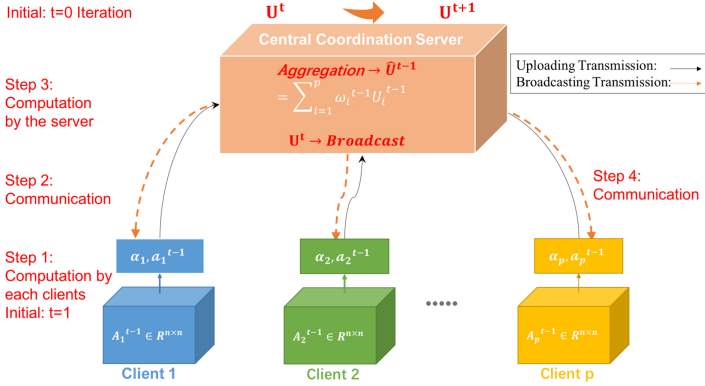 Initial: t=0 Iteration
U^t
U^{t+1}
Central Coordination Server
Aggregation → Û^{t-1}
= ∑_{i=1}^{p} ω_i^{t-1} U_i^{t-1}
U^t → Broadcast
Uploading Transmission:
Broadcasting Transmission:
Step 3:
Computation
by the server
Step 2:
Communication
Step 4:
Communication
Step 1:
Computation by
each clients
Initial: t=1
α_1, a_1^{t-1}
α_2, a_2^{t-1}
α_p, a_p^{t-1}
A_1^{t-1} ∈ R^{n×n}
A_2^{t-1} ∈ R^{n×n}
.....
A_p^{t-1} ∈ R^{n×n}
Client 1
Client 2
Client p